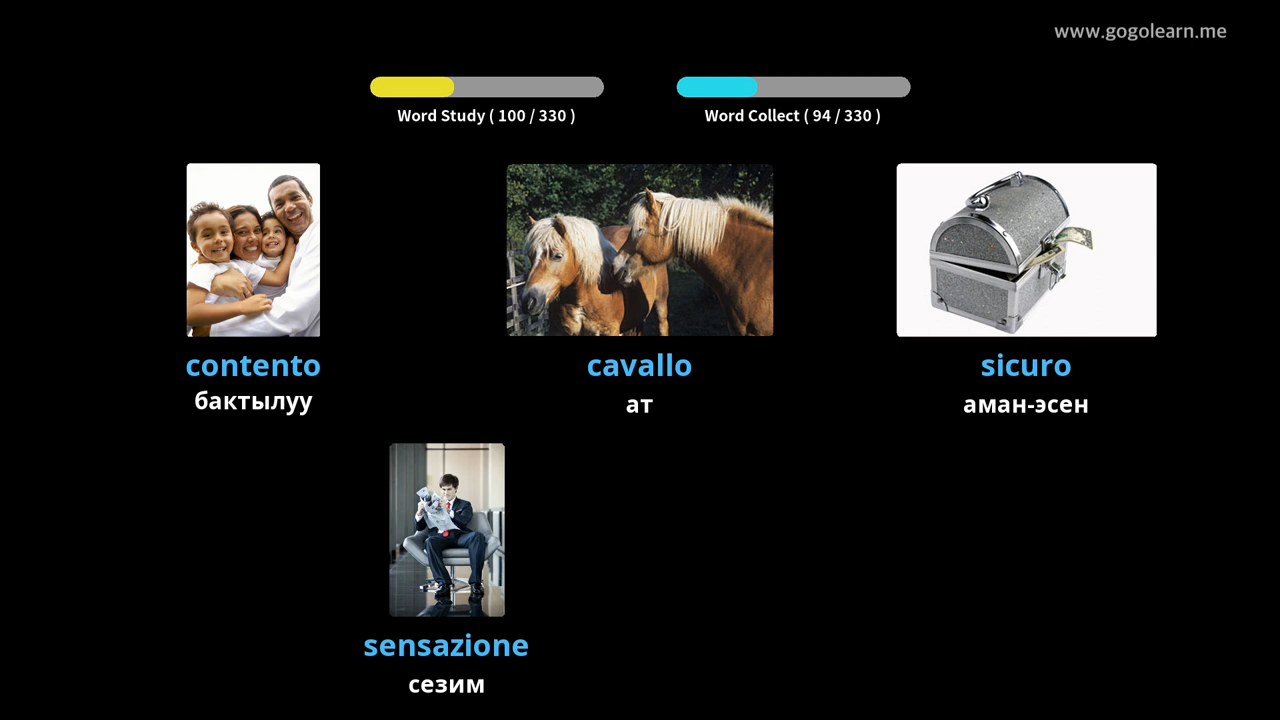 www.gogolearn.me
Word Study ( 100 / 330 )
Word Collect ( 94 / 330 )
contento
бактылуу
cavallo
ат
sicuro
аман-эсен
sensazione
сезим